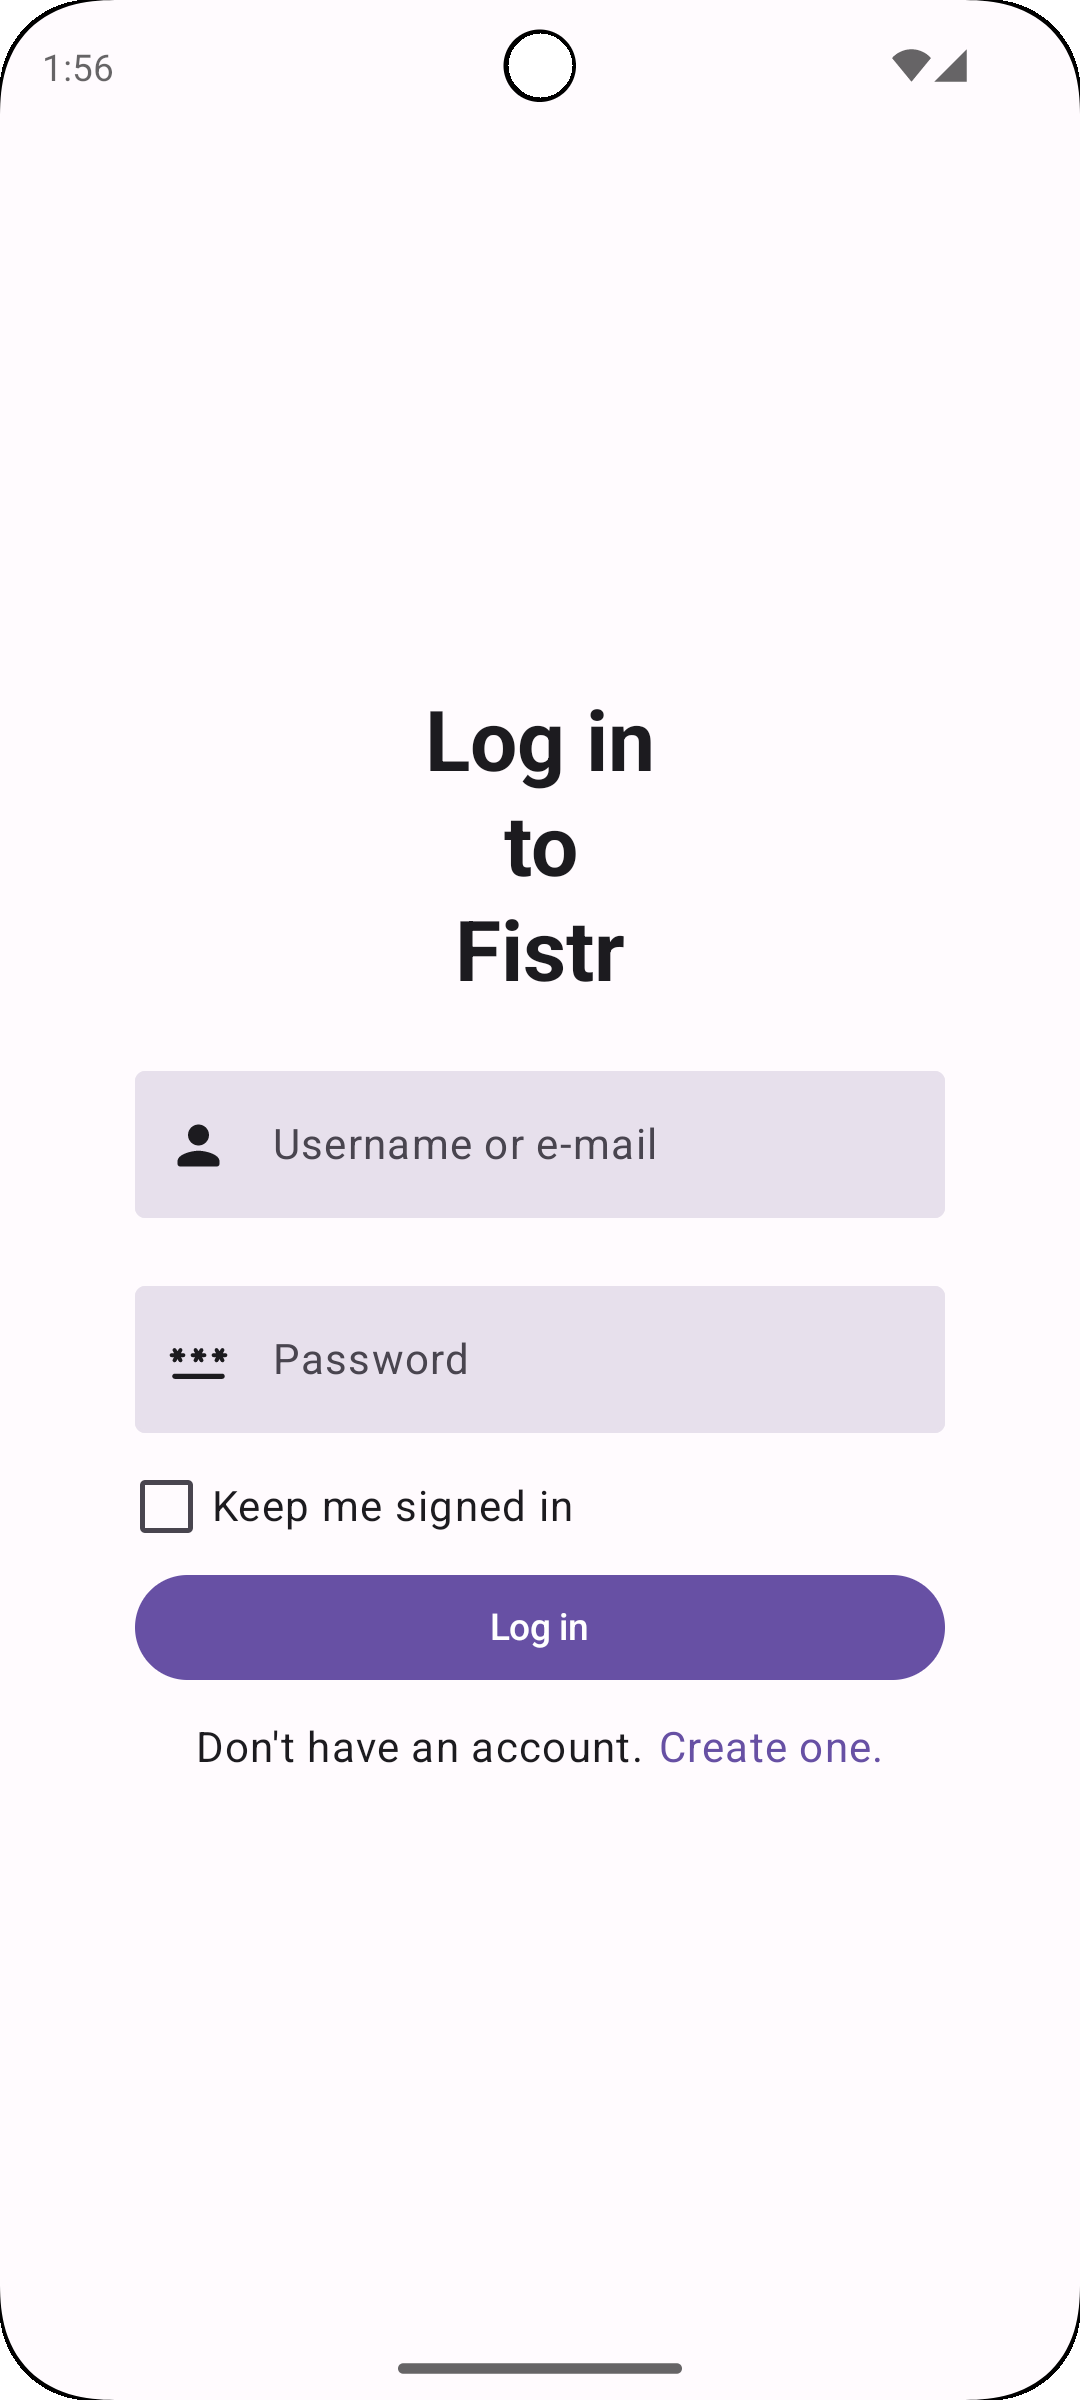 1:56
Log in
to
Fistr
Username or e-mail
Password
Keep me signed in
Log in
Don't have an account. Create one.